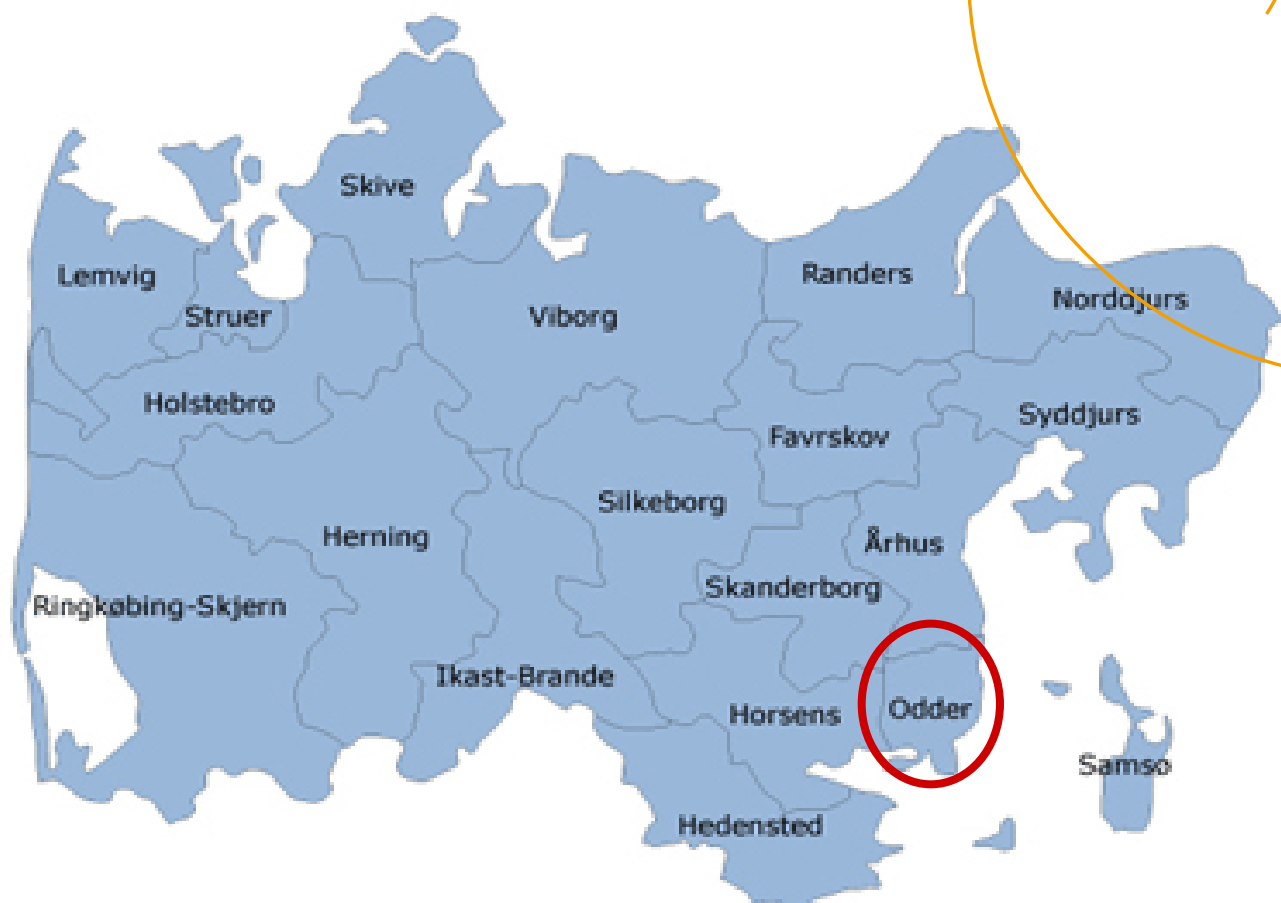 Skive
Lemvig
Struer
Viborg
Randers
Norddjurs
Holstebro
Favrskov
Syddjurs
Silkeborg
Herning
Århus
Skanderborg
Ringkøbing-Skjern
Ikast-Brande
Horsens
Odder
Samsø
Hedensted